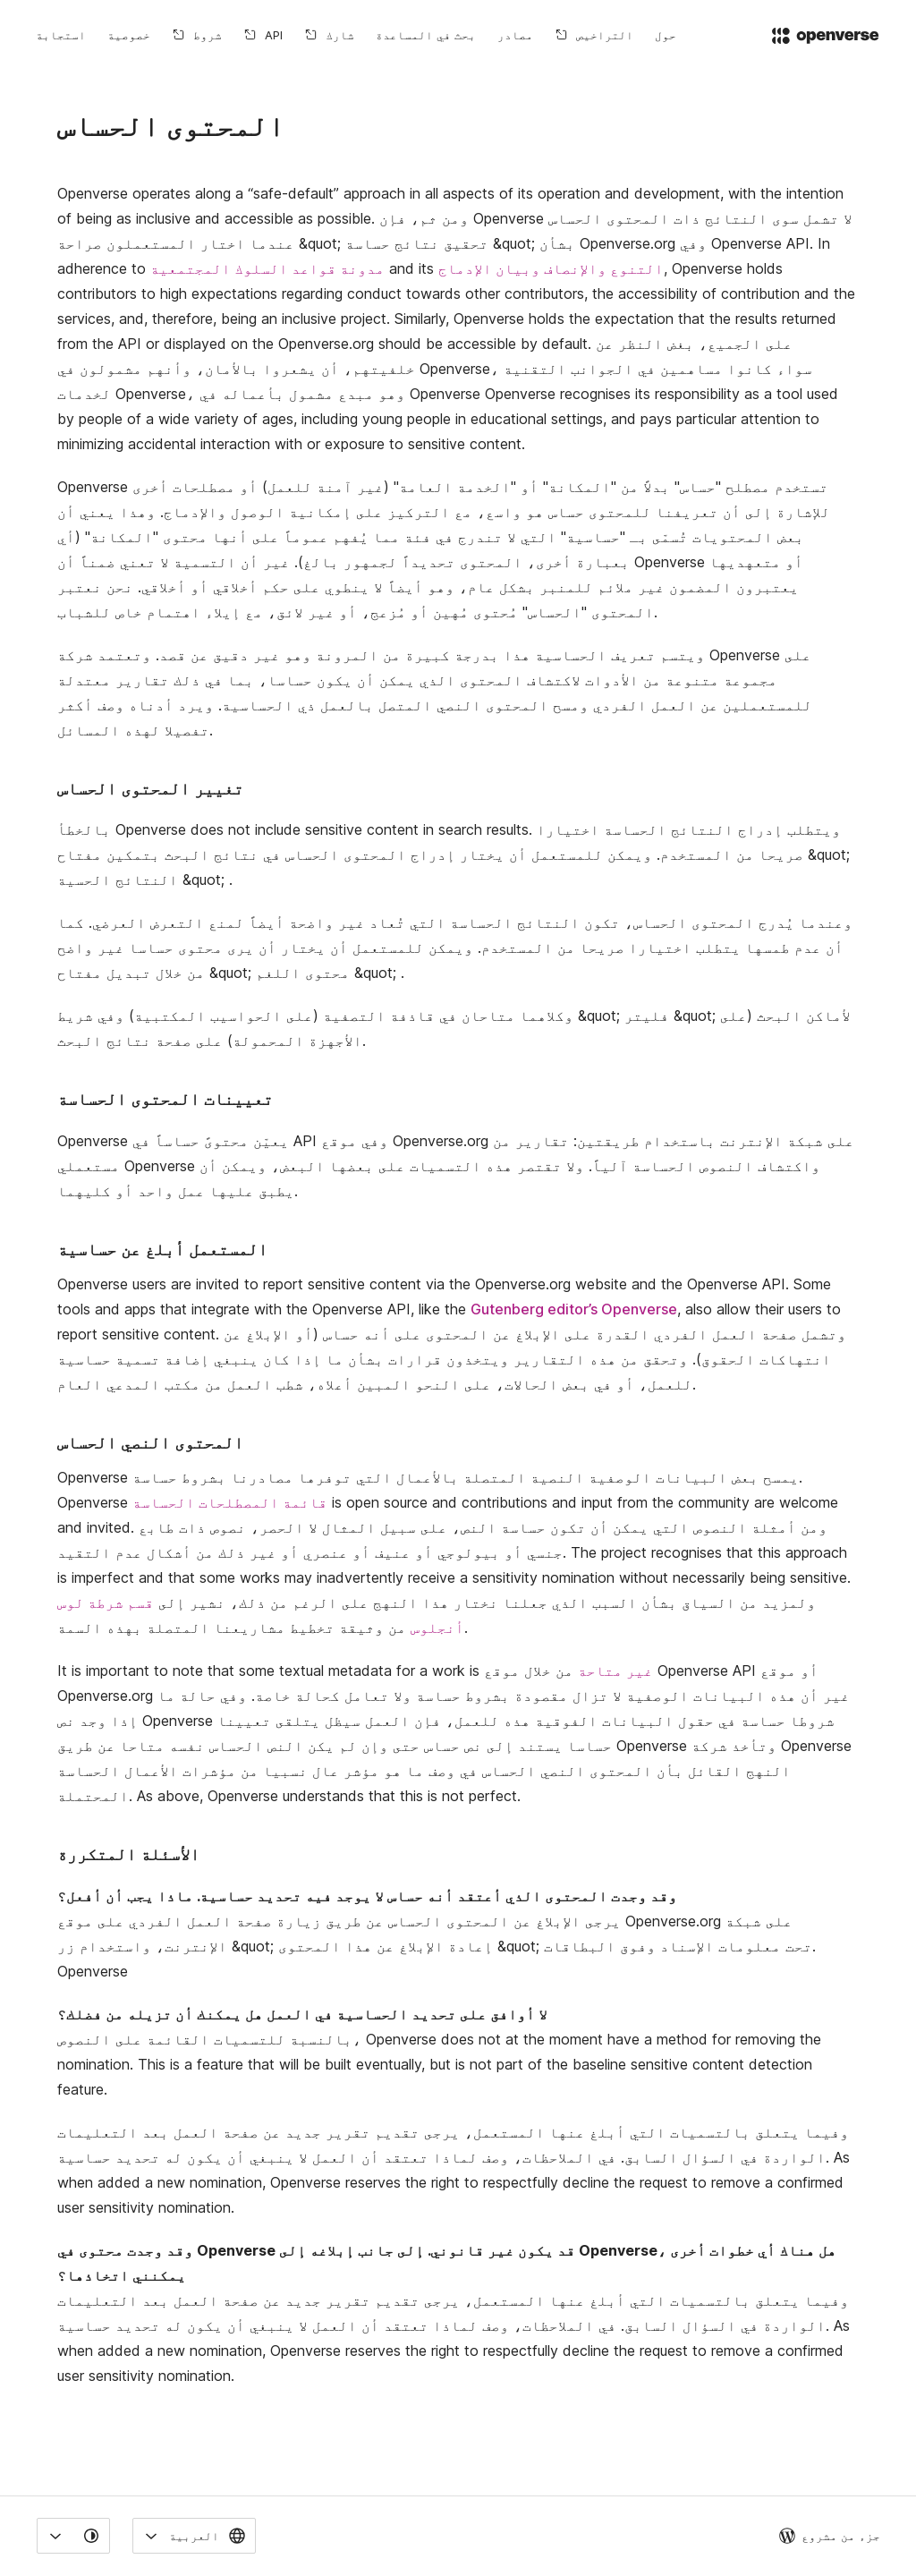 openverse
حول
التراخيص
مصادر
بحث في المساعدة
شارك
API
شروط
خصوصية
استجابة
المحتوى الحساس
Openverse operates along a “safe-default” approach in all aspects of its operation and development, with the intention
of being as inclusive and accessible as possible. ومن ثم، فإن Openverse لا تشمل سوى النتائج ذات المحتوى الحساس
عندما اختار المستعملون صراحة &quot; تحقيق نتائج حساسة &quot; بشأن Openverse.org وفي Openverse API. In
adherence to مدونة قواعد السلوك المجتمعية and its التنوع والإنصاف وبيان الإدماج, Openverse holds
contributors to high expectations regarding conduct towards other contributors, the accessibility of contribution and the
services, and, therefore, being an inclusive project. Similarly, Openverse holds the expectation that the results returned
from the API or displayed on the Openverse.org should be accessible by default. على الجميع، بغض النظر عن
خلفيتهم، أن يشعروا بالأمان، وأنهم مشمولون في Openverse، سواء كانوا مساهمين في الجوانب التقنية
لخدمات Openverse، وهو مبدع مشمول بأعماله في Openverse Openverse recognises its responsibility as a tool used
by people of a wide variety of ages, including young people in educational settings, and pays particular attention to
minimizing accidental interaction with or exposure to sensitive content.
Openverse تستخدم مصطلح "حساس" بدلاً من "المكانة" أو "الخدمة العامة" (غير آمنة للعمل) أو مصطلحات أخرى
للإشارة إلى أن تعريفنا للمحتوى حساس هو واسع، مع التركيز على إمكانية الوصول والإدماج. وهذا يعني أن
بعض المحتويات تُسمّى بـ "حساسية" التي لا تندرج في فئة مما يُفهم عموماً على أنها محتوى "المكانة" (أي
بعبارة أخرى، المحتوى تحديداً لجمهور بالغ). غير أن التسمية لا تعني ضمناً أن Openverse أو متعهديها
يعتبرون المضمون غير ملائم للمنبر بشكل عام، وهو أيضاً لا ينطوي على حكم أخلاقي أو أخلاقي. نحن نعتبر
المحتوى "الحساس" مُحتوى مُهين أو مُزعج، أو غير لائق، مع إيلاء اهتمام خاص للشباب.
ويتسم تعريف الحساسية هذا بدرجة كبيرة من المرونة وهو غير دقيق عن قصد. وتعتمد شركة Openverse على
مجموعة متنوعة من الأدوات لاكتشاف المحتوى الذي يمكن أن يكون حساسا، بما في ذلك تقارير معتدلة
للمستعملين عن العمل الفردي ومسح المحتوى النصي المتصل بالعمل ذي الحساسية. ويرد أدناه وصف أكثر
تفصيلا لهذه المسائل.
تغيير المحتوى الحساس
بالخطأ Openverse does not include sensitive content in search results. ويتطلب إدراج النتائج الحساسة اختيارا
صريحا من المستخدم. ويمكن للمستعمل أن يختار إدراج المحتوى الحساس في نتائج البحث بتمكين مفتاح &quot;
النتائج الحسية &quot; .
وعندما يُدرج المحتوى الحساس، تكون النتائج الحساسة التي تُعاد غير واضحة أيضاً لمنع التعرض العرضي. كما
أن عدم طمسها يتطلب اختيارا صريحا من المستخدم. ويمكن للمستعمل أن يختار أن يرى محتوى حساسا غير واضح
من خلال تبديل مفتاح &quot; محتوى اللغم &quot; .
وكلاهما متاحان في قاذفة التصفية (على الحواسيب المكتبية) وفي شريط &quot; فليتر &quot; لأماكن البحث (على
الأجهزة المحمولة) على صفحة نتائج البحث.
تعيينات المحتوى الحساسة
Openverse يعيّن محتوىً حساساً في API وفي موقع Openverse.org على شبكة الإنترنت باستخدام طريقتين: تقارير من
مستعملي Openverse واكتشاف النصوص الحساسة آلياً. ولا تقتصر هذه التسميات على بعضها البعض، ويمكن أن
يطبق عليها عمل واحد أو كليهما.
المستعمل أبلغ عن حساسية
Openverse users are invited to report sensitive content via the Openverse.org website and the Openverse API. Some
tools and apps that integrate with the Openverse API, like the Gutenberg editor’s Openverse, also allow their users to
report sensitive content. وتشمل صفحة العمل الفردي القدرة على الإبلاغ عن المحتوى على أنه حساس (أو الإبلاغ عن
انتهاكات الحقوق). وتحقق من هذه التقارير ويتخذون قرارات بشأن ما إذا كان ينبغي إضافة تسمية حساسية
للعمل، أو في بعض الحالات، على النحو المبين أعلاه، شطب العمل من مكتب المدعي العام.
المحتوى النصي الحساس
Openverse يمسح بعض البيانات الوصفية النصية المتصلة بالأعمال التي توفرها مصادرنا بشروط حساسة.
Openverse قائمة المصطلحات الحساسة is open source and contributions and input from the community are welcome
and invited. ومن أمثلة النصوص التي يمكن أن تكون حساسة النص، على سبيل المثال لا الحصر، نصوص ذات طابع
جنسي أو بيولوجي أو عنيف أو عنصري أو غير ذلك من أشكال عدم التقيد. The project recognises that this approach
is imperfect and that some works may inadvertently receive a sensitivity nomination without necessarily being sensitive.
ولمزيد من السياق بشأن السبب الذي جعلنا نختار هذا النهج على الرغم من ذلك، نشير إلى قسم شرطة لوس
أنجلوس من وثيقة تخطيط مشاريعنا المتصلة بهذه السمة.
It is important to note that some textual metadata for a work is غير متاحة من خلال موقع Openverse API أو موقع
Openverse.org غير أن هذه البيانات الوصفية لا تزال مقصودة بشروط حساسة ولا تعامل كحالة خاصة. وفي حالة ما
إذا وجد نص Openverse شروطا حساسة في حقول البيانات الفوقية هذه للعمل، فإن العمل سيظل يتلقى تعيينا
حساسا يستند إلى نص حساس حتى وإن لم يكن النص الحساس نفسه متاحا عن طريق Openverse وتأخذ شركة Openverse
النهج القائل بأن المحتوى النصي الحساس في وصف ما هو مؤشر عال نسبيا من مؤشرات الأعمال الحساسة
المحتملة. As above, Openverse understands that this is not perfect.
الأسئلة المتكررة
وقد وجدت المحتوى الذي أعتقد أنه حساس لا يوجد فيه تحديد حساسية. ماذا يجب أن أفعل؟
يرجى الإبلاغ عن المحتوى الحساس عن طريق زيارة صفحة العمل الفردي على موقع Openverse.org على شبكة
الإنترنت، واستخدام زر &quot; إعادة الإبلاغ عن هذا المحتوى &quot; تحت معلومات الإسناد وفوق البطاقات.
Openverse
لا أوافق على تحديد الحساسية في العمل هل يمكنك أن تزيله من فضلك؟
بالنسبة للتسميات القائمة على النصوص، Openverse does not at the moment have a method for removing the
nomination. This is a feature that will be built eventually, but is not part of the baseline sensitive content detection
feature.
وفيما يتعلق بالتسميات التي أبلغ عنها المستعمل، يرجى تقديم تقرير جديد عن صفحة العمل بعد التعليمات
الواردة في السؤال السابق. في الملاحظات، وصف لماذا تعتقد أن العمل لا ينبغي أن يكون له تحديد حساسية. As
when added a new nomination, Openverse reserves the right to respectfully decline the request to remove a confirmed
user sensitivity nomination.
وقد وجدت محتوى في Openverse قد يكون غير قانوني. إلى جانب إبلاغه إلى Openverse، هل هناك أي خطوات أخرى
يمكنني اتخاذها؟
وفيما يتعلق بالتسميات التي أبلغ عنها المستعمل، يرجى تقديم تقرير جديد عن صفحة العمل بعد التعليمات
الواردة في السؤال السابق. في الملاحظات، وصف لماذا تعتقد أن العمل لا ينبغي أن يكون له تحديد حساسية. As
when added a new nomination, Openverse reserves the right to respectfully decline the request to remove a confirmed
user sensitivity nomination.
جزء من مشروع
العربية